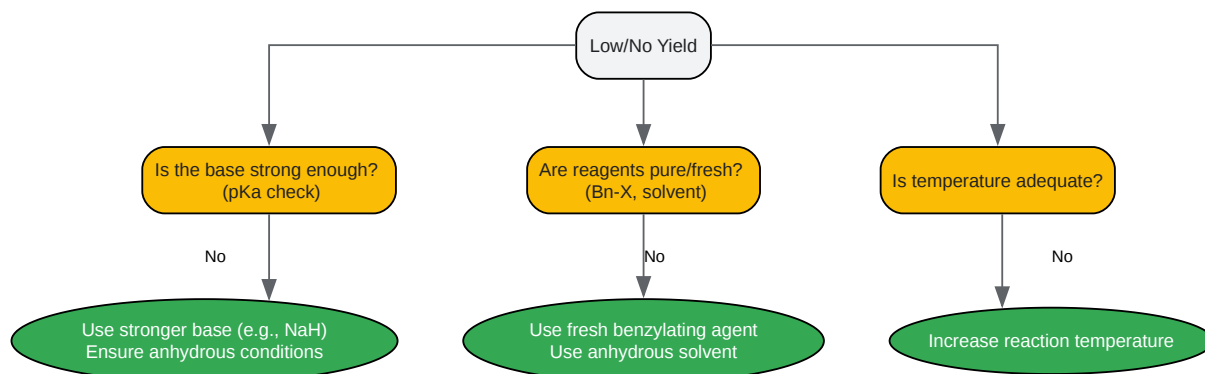 Low/No Yield
Is the base strong enough?
(pKa check)
Are reagents pure/fresh?
(Bn-X, solvent)
Is temperature adequate?
No
No
No
Use stronger base (e.g., NaH)
Ensure anhydrous conditions
Use fresh benzylating agent
Use anhydrous solvent
Increase reaction temperature